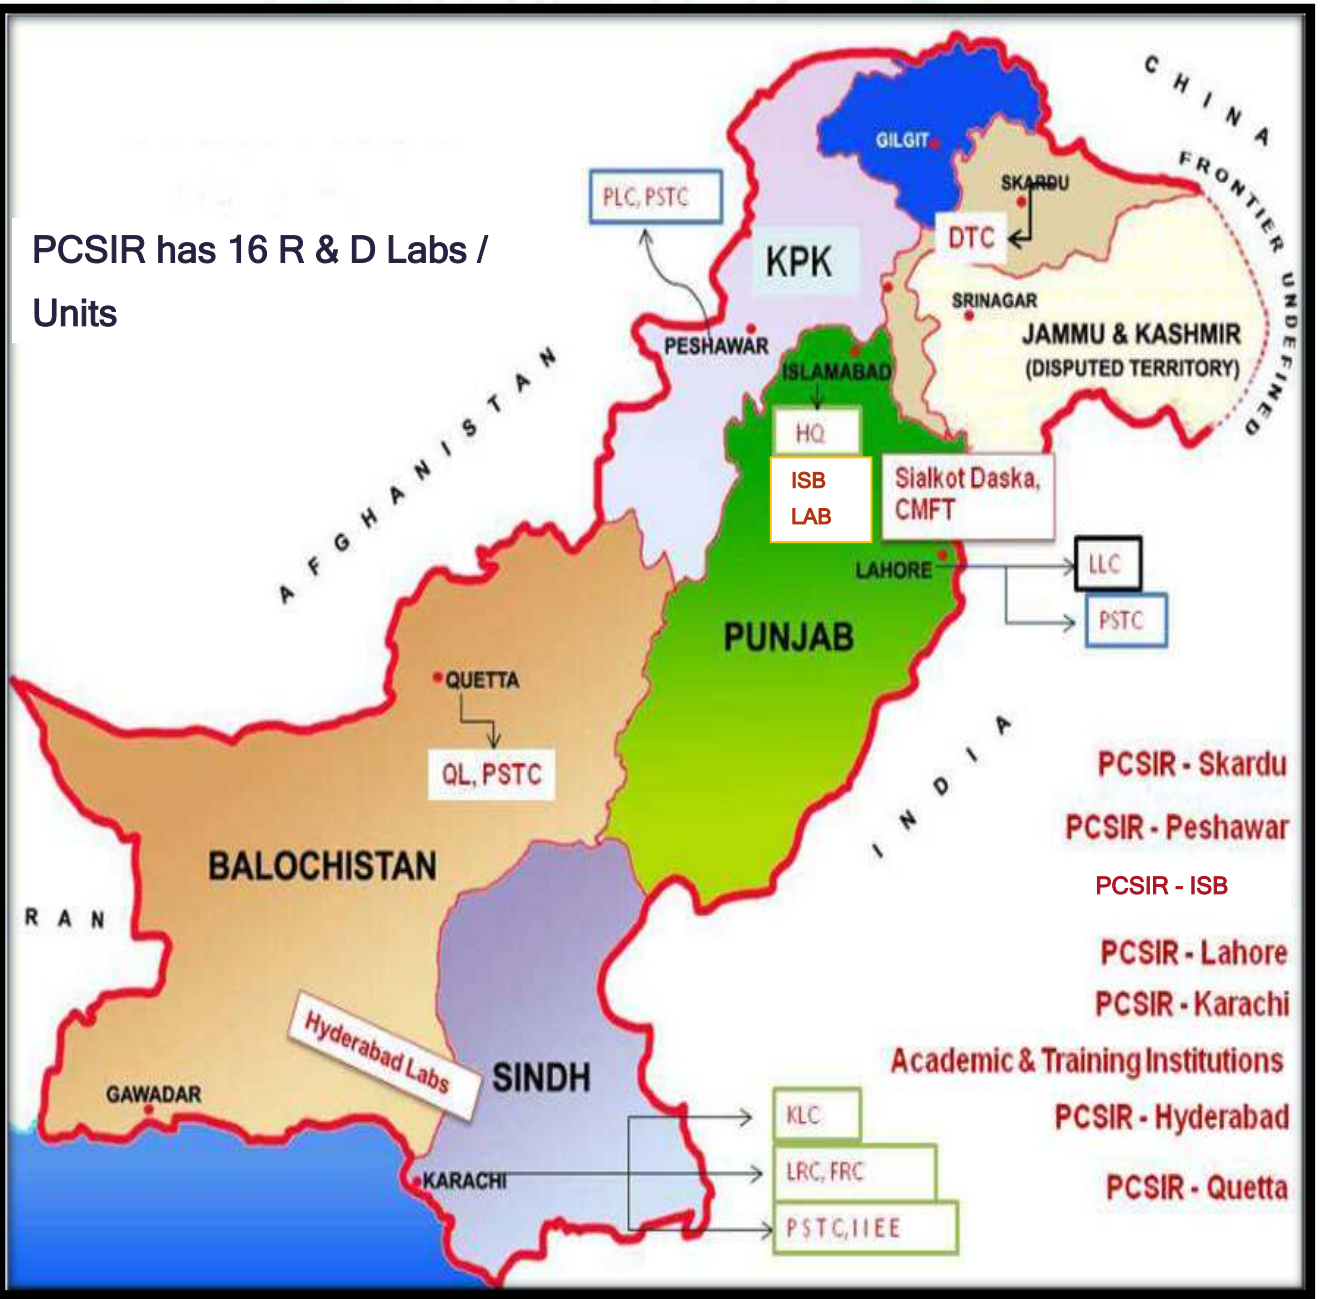 CHINA
FRONTIER UNDEFINED
GILGIT
SKARDU
PLC, PSTC
DTC
PCSIR has 16 R & D Labs /
Units
KPK
SRINAGAR
JAMMU & KASHMIR
(DISPUTED TERRITORY)
PESHAWAR
ISLAMABAD
AFGHANISTAN
HQ
ISB
LAB
Sialkot Daska,
CMFT
LAHORE
LLC
PSTC
PUNJAB
QUETTA
QL, PSTC
INDIA
PCSIR - Skardu
PCSIR - Peshawar
BALOCHISTAN
PCSIR - ISB
RAN
PCSIR - Lahore
PCSIR - Karachi
Hyderabad Labs
SINDH
Academic & Training Institutions
GAWADAR
KLC
PCSIR - Hyderabad
KARACHI
LRC, FRC
PCSIR - Quetta
PSTC, IIEE